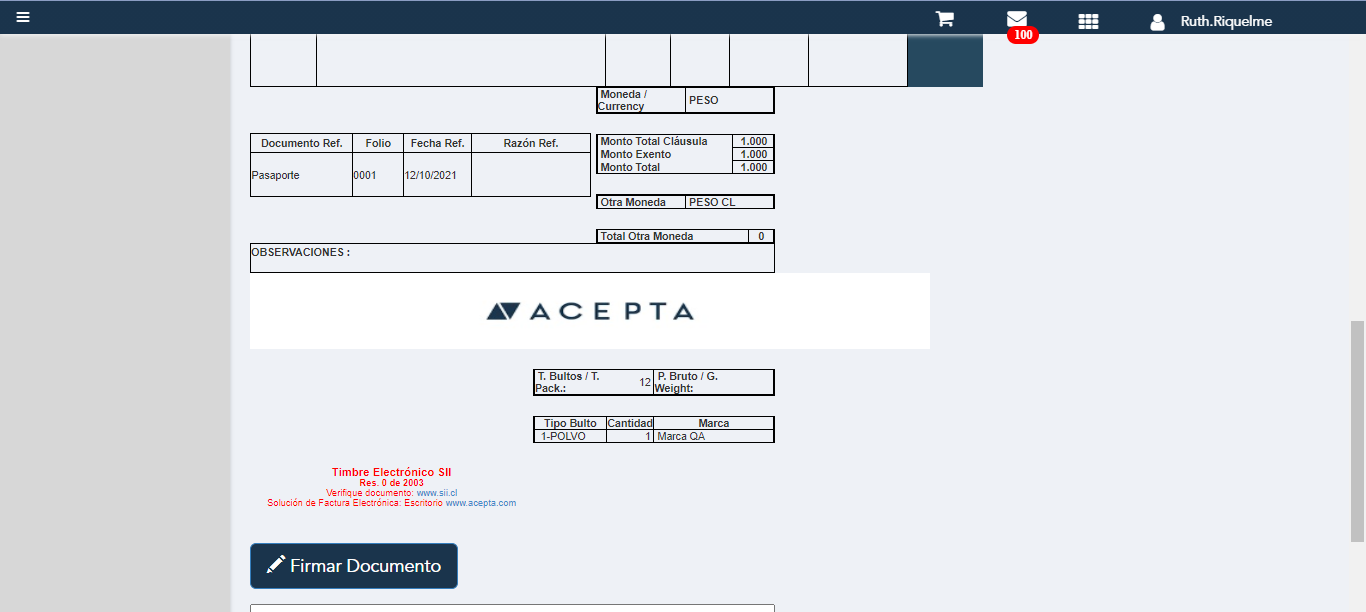 Ruth.Riquelme
100
Moneda /
Currency
PESO
Documento Ref. Folio Fecha Ref. Razón Ref.
Pasaporte 0001 12/10/2021
Monto Total Cláusula 1.000
Monto Exento 1.000
Monto Total 1.000
Otra Moneda PESO CL
Total Otra Moneda 0
OBSERVACIONES :
ACEPTA
T. Bultos / T.
Pack.:
12
P. Bruto / G.
Weight:
Tipo Bulto Cantidad Marca
1-POLVO 1 Marca QA
Timbre Electrónico SII
Res. 0 de 2003
Verifique documento: www.sii.cl
Solución de Factura Electrónica: Escritorio www.acepta.com
Firmar Documento